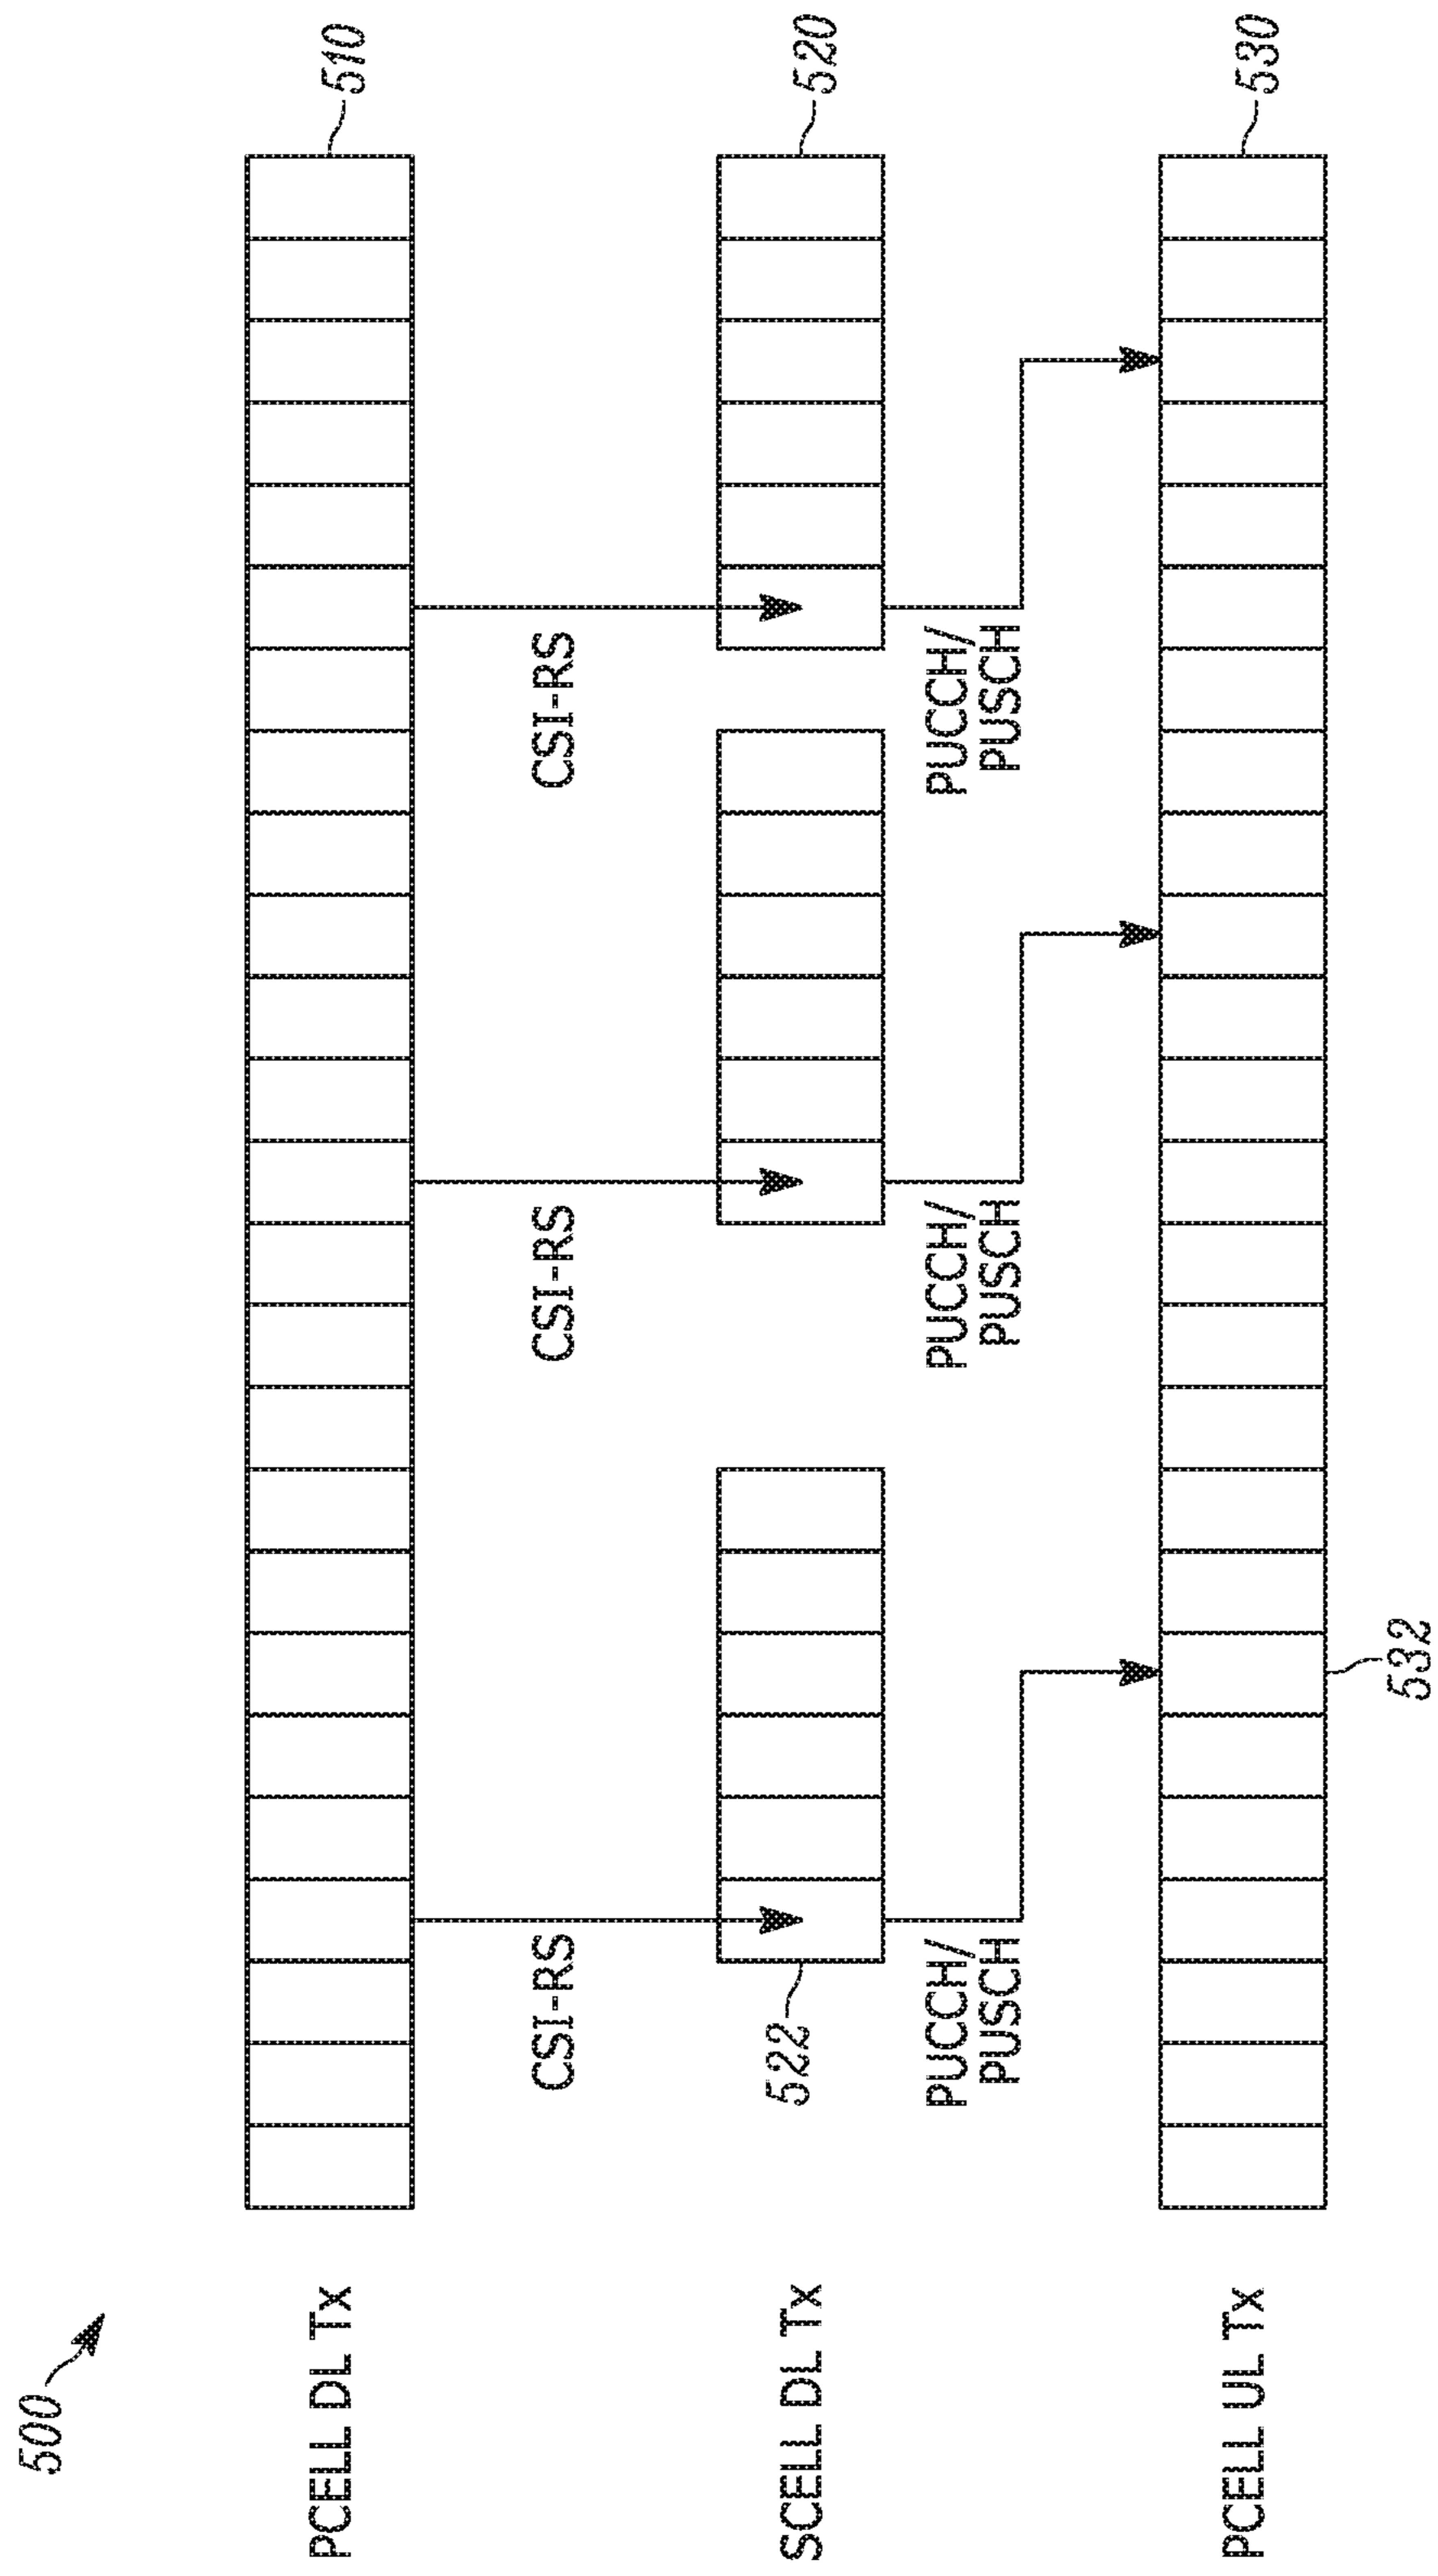 500
PCELL DL Tx
510
CSI-RS
CSI-RS
CSI-RS
SCELL DL Tx
522
520
PUCCH/
PUSCH
PUCCH/
PUSCH
PUCCH/
PUSCH
PCELL UL Tx
530
532